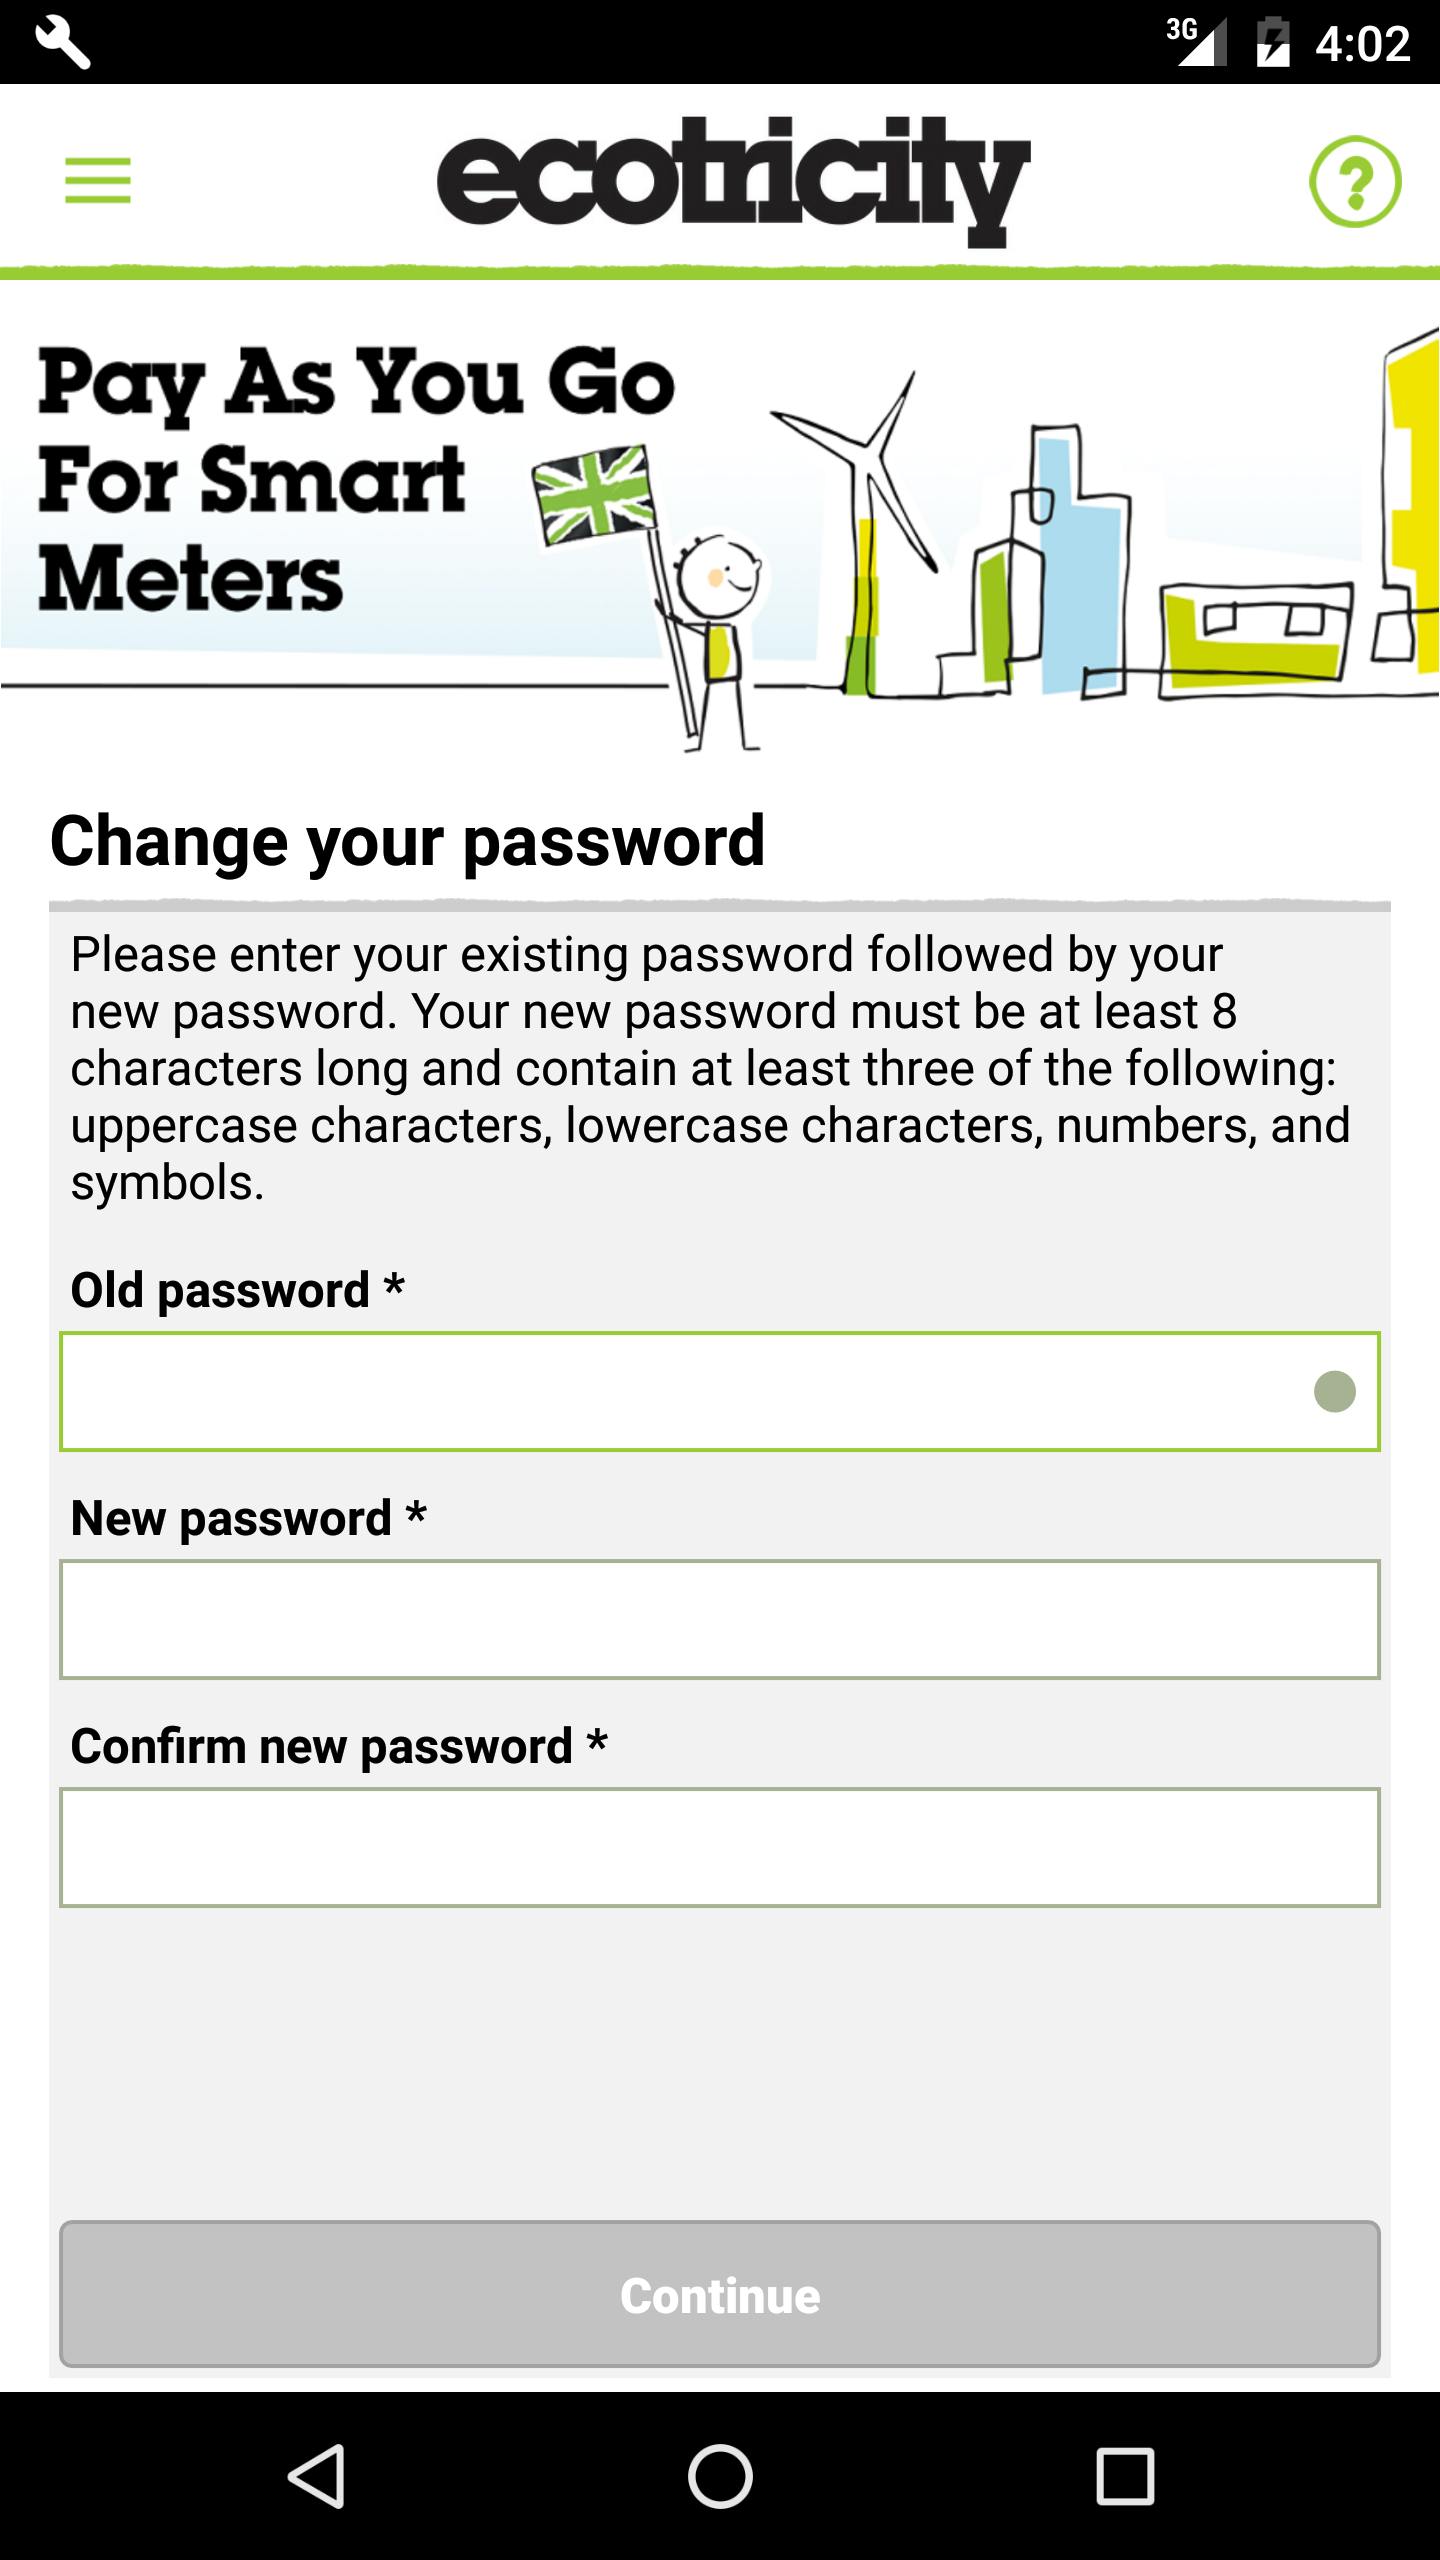 3G 4:02
ecotricity
?
Pay As You Go
For Smart
Meters
Change your password
Please enter your existing password followed by your
new password. Your new password must be at least 8
characters long and contain at least three of the following:
uppercase characters, lowercase characters, numbers, and
symbols.
Old password *
New password *
Confirm new password *
Continue